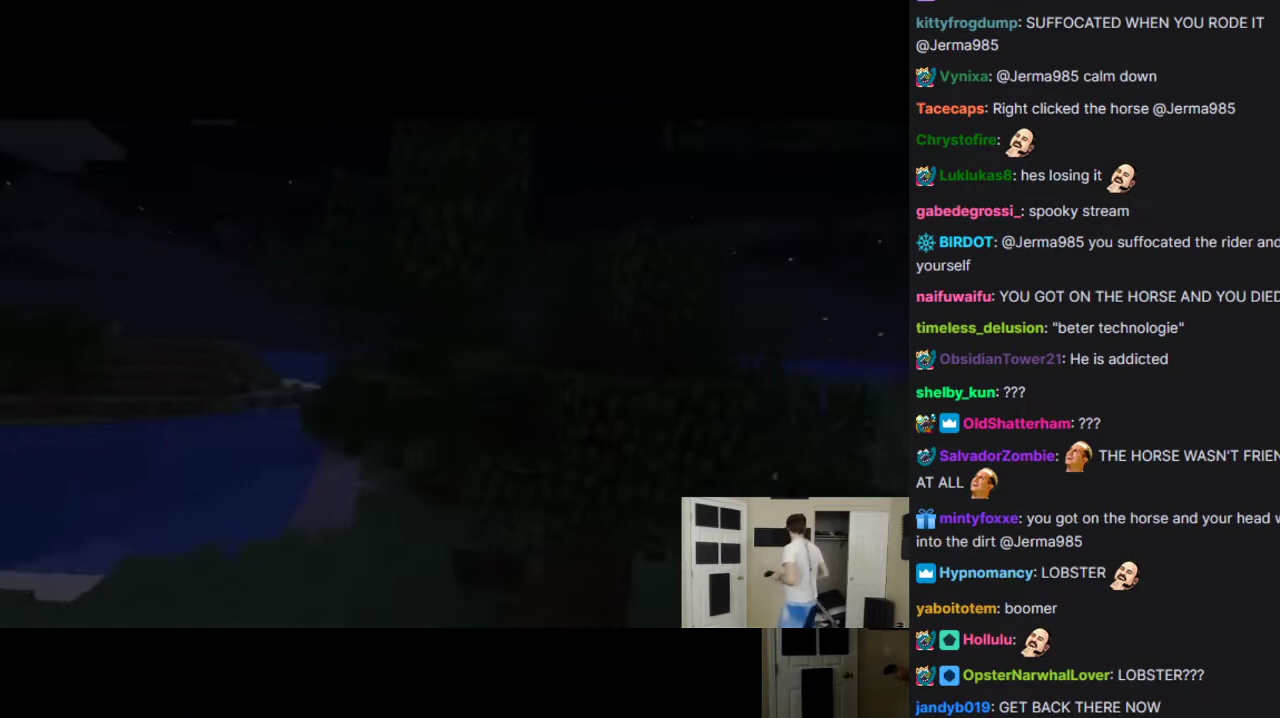 kittyfrogdump: SUFFOCATED WHEN YOU RODE IT
@Jerma985
Vynixa: @Jerma985 calm down
Tacecaps: Right clicked the horse @Jerma985
Chrystofire:
Luklukas8: hes losing it
gabedegrossi_: spooky stream
BIRDOT: @Jerma985 you suffocated the rider and
yourself
naifuwaifu: YOU GOT ON THE HORSE AND YOU DIED
timeless_delusion: "beter technologie"
ObsidianTower21: He is addicted
shelby_kun: ???
OldShatterham: ???
SalvadorZombie: THE HORSE WASN'T FRIEN
AT ALL
mintyfoxxe: you got on the horse and your head w
into the dirt @Jerma985
Hypnomancy: LOBSTER
yaboitotem: boomer
Hollulu:
OpsterNarwhalLover: LOBSTER???
jandyb019: GET BACK THERE NOW